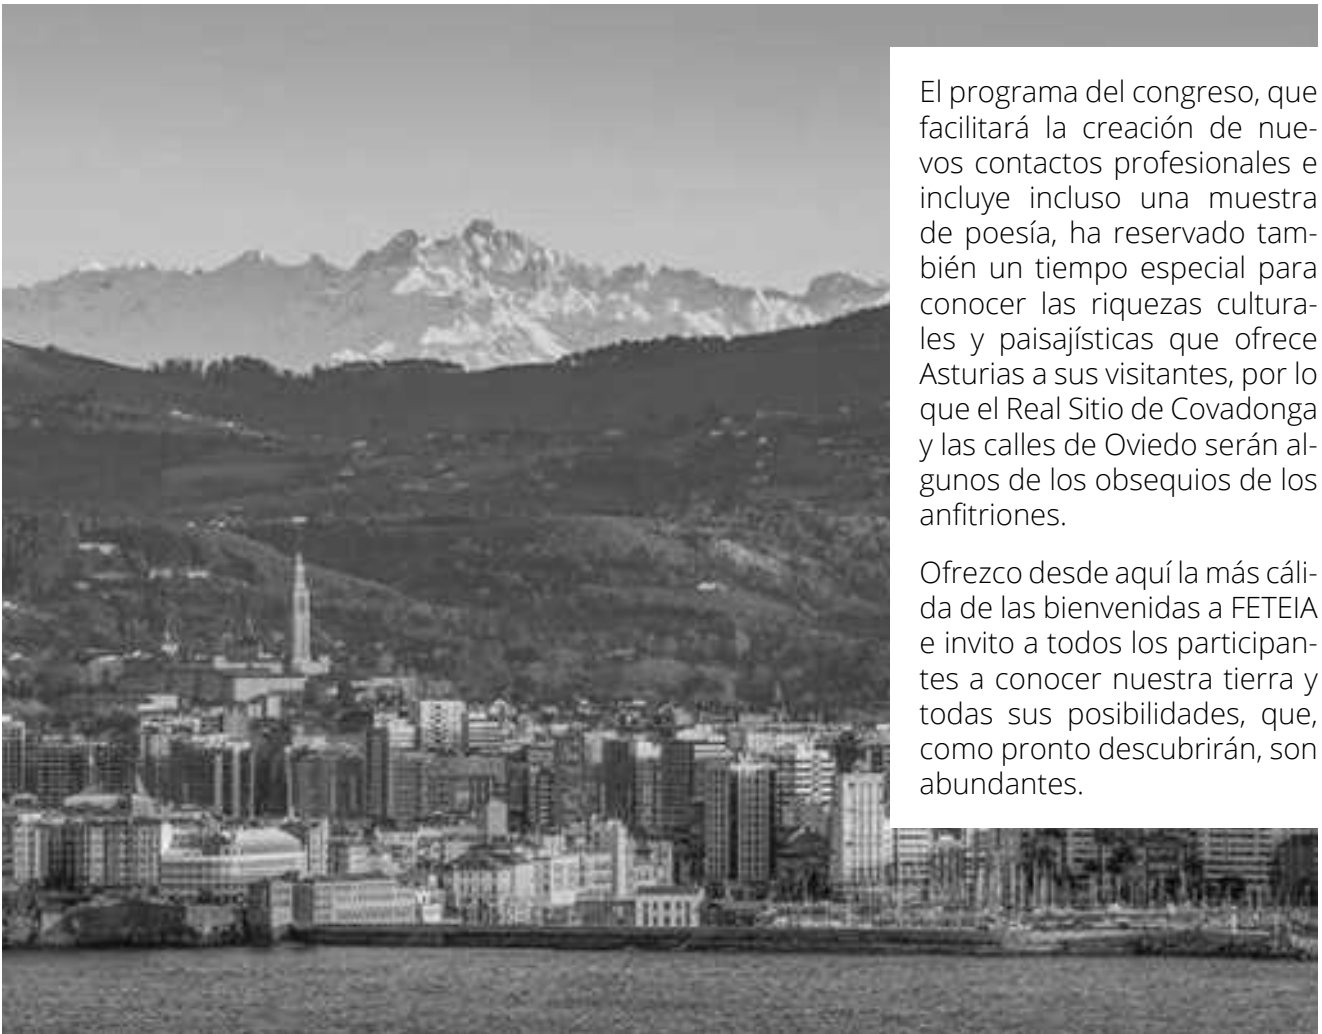 El programa del congreso, que
facilitará la creación de nue-
vos contactos profesionales e
incluye incluso una muestra
de poesía, ha reservado tam-
bién un tiempo especial para
conocer las riquezas cultura-
les y paisajísticas que ofrece
Asturias a sus visitantes, por lo
que el Real Sitio de Covadonga
y las calles de Oviedo serán al-
gunos de los obsequios de los
anfitriones.
Ofrezco desde aquí la más cáli-
da de las bienvenidas a FETEIA
e invito a todos los participan-
tes a conocer nuestra tierra y
todas sus posibilidades, que,
como pronto descubrirán, son
abundantes.